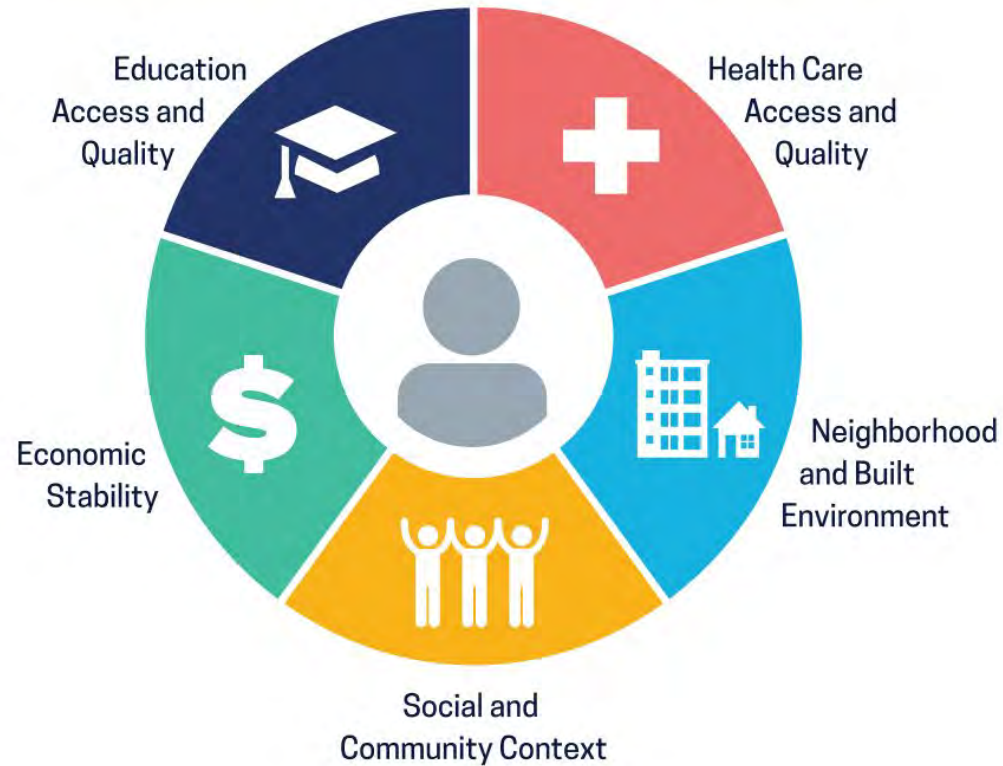 Education
Access and
Quality
Health Care
Access and
Quality
Economic
Stability
Neighborhood
and Built
Environment
Social and
Community Context